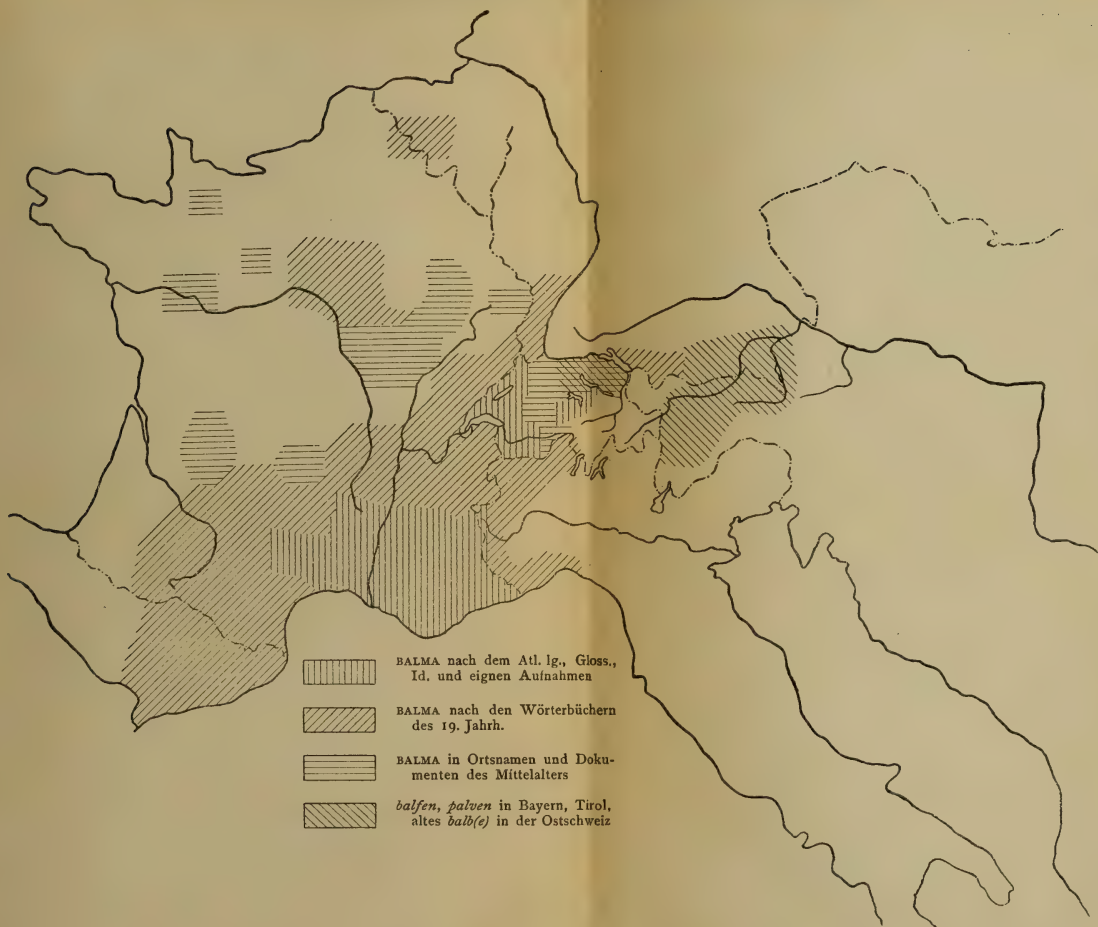 BALMA nach dem Atl. lg., Gloss.,
Id. und eignen Aufnahmen
BALMA nach den Wörterbüchern
des 19. Jahrh.
BALMA in Ortsnamen und Doku-
menten des Mittelalters
balfen, palven in Bayern, Tirol,
altes balb(e) in der Ostschweiz